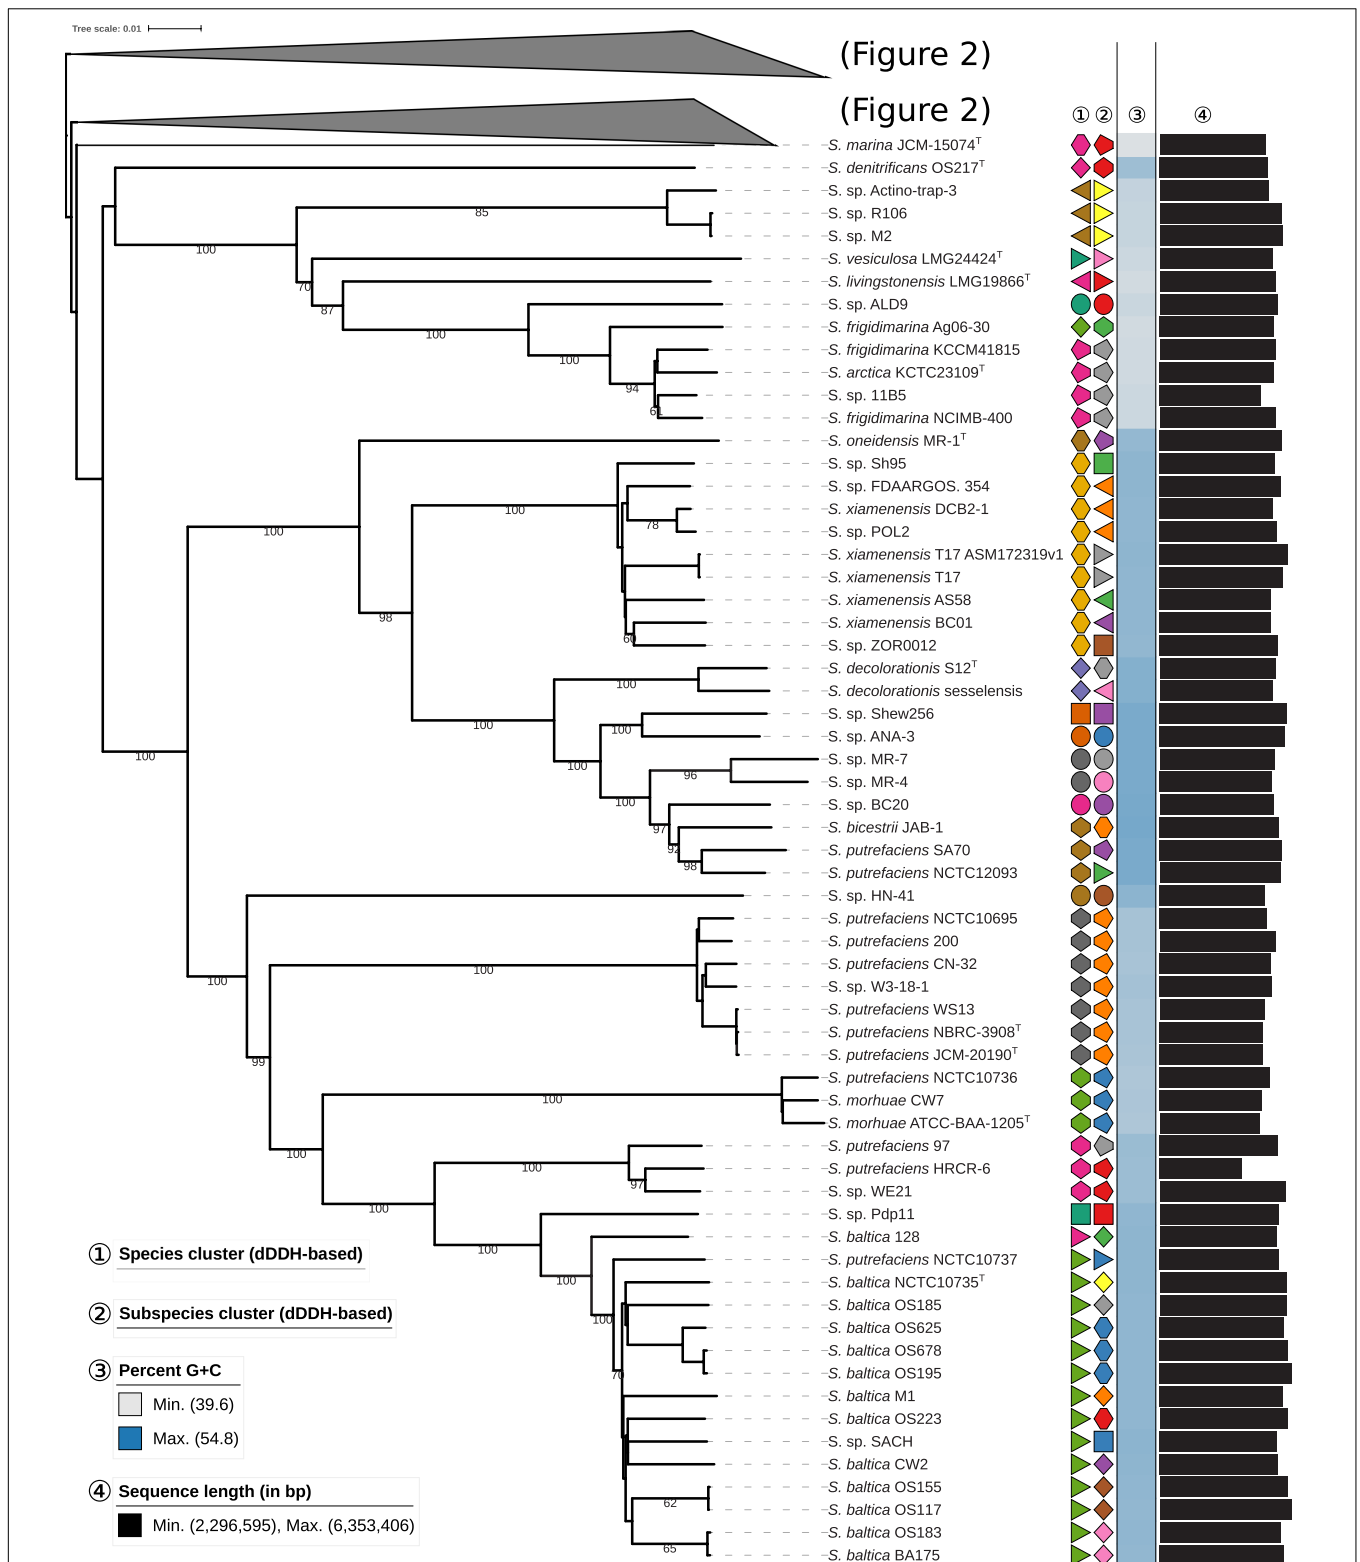 Tree scale: 0.01
(Figure 2)
(Figure 2)
① ② ③ ④
S. marina JCM-15074T
S. denitrificans OS217T
S. sp. Actino-trap-3
85
S. sp. R106
S. sp. M2
100
S. vesiculosa LMG24424T
S. livingstonensis LMG19866T
70
S. sp. ALD9
87
S. frigidimarina Ag06-30
100
S. frigidimarina KCCM41815
100
S. arctica KCTC23109T
94
S. sp. 11B5
61
S. frigidimarina NCIMB-400
S. oneidensis MR-1T
S. sp. Sh95
S. sp. FDAARGOS. 354
100
S. xiamenensis DCB2-1
78
S. sp. POL2
100
S. xiamenensis T17 ASM172319v1
S. xiamenensis T17
S. xiamenensis AS58
98
S. xiamenensis BC01
60
S. sp. ZOR0012
S. decolorationis S12T
100
S. decolorationis sesselensis
S. sp. Shew256
100
100
S. sp. ANA-3
100
S. sp. MR-7
100
96
S. sp. MR-4
100
S. sp. BC20
97
S. bicestrii JAB-1
92
S. putrefaciens SA70
98
S. putrefaciens NCTC12093
S. sp. HN-41
S. putrefaciens NCTC10695
S. putrefaciens 200
S. putrefaciens CN-32
100
100
S. sp. W3-18-1
S. putrefaciens WS13
S. putrefaciens NBRC-3908T
S. putrefaciens JCM-20190T
99
S. putrefaciens NCTC10736
100
S. morhuae CW7
S. morhuae ATCC-BAA-1205T
S. putrefaciens 97
100
S. putrefaciens HRCR-6
100
97
S. sp. WE21
100
S. sp. Pdp11
S. baltica 128
100
① Species cluster (dDDH-based)
S. putrefaciens NCTC10737
100
S. baltica NCTC10735T
S. baltica OS185
② Subspecies cluster (dDDH-based)
100
S. baltica OS625
S. baltica OS678
③ Percent G+C
S. baltica OS195
70
S. baltica M1
Min. (39.6)
S. baltica OS223
Max. (54.8)
S. sp. SACH
S. baltica CW2
④ Sequence length (in bp)
S. baltica OS155
62
S. baltica OS117
Min. (2,296,595), Max. (6,353,406)
S. baltica OS183
65
S. baltica BA175